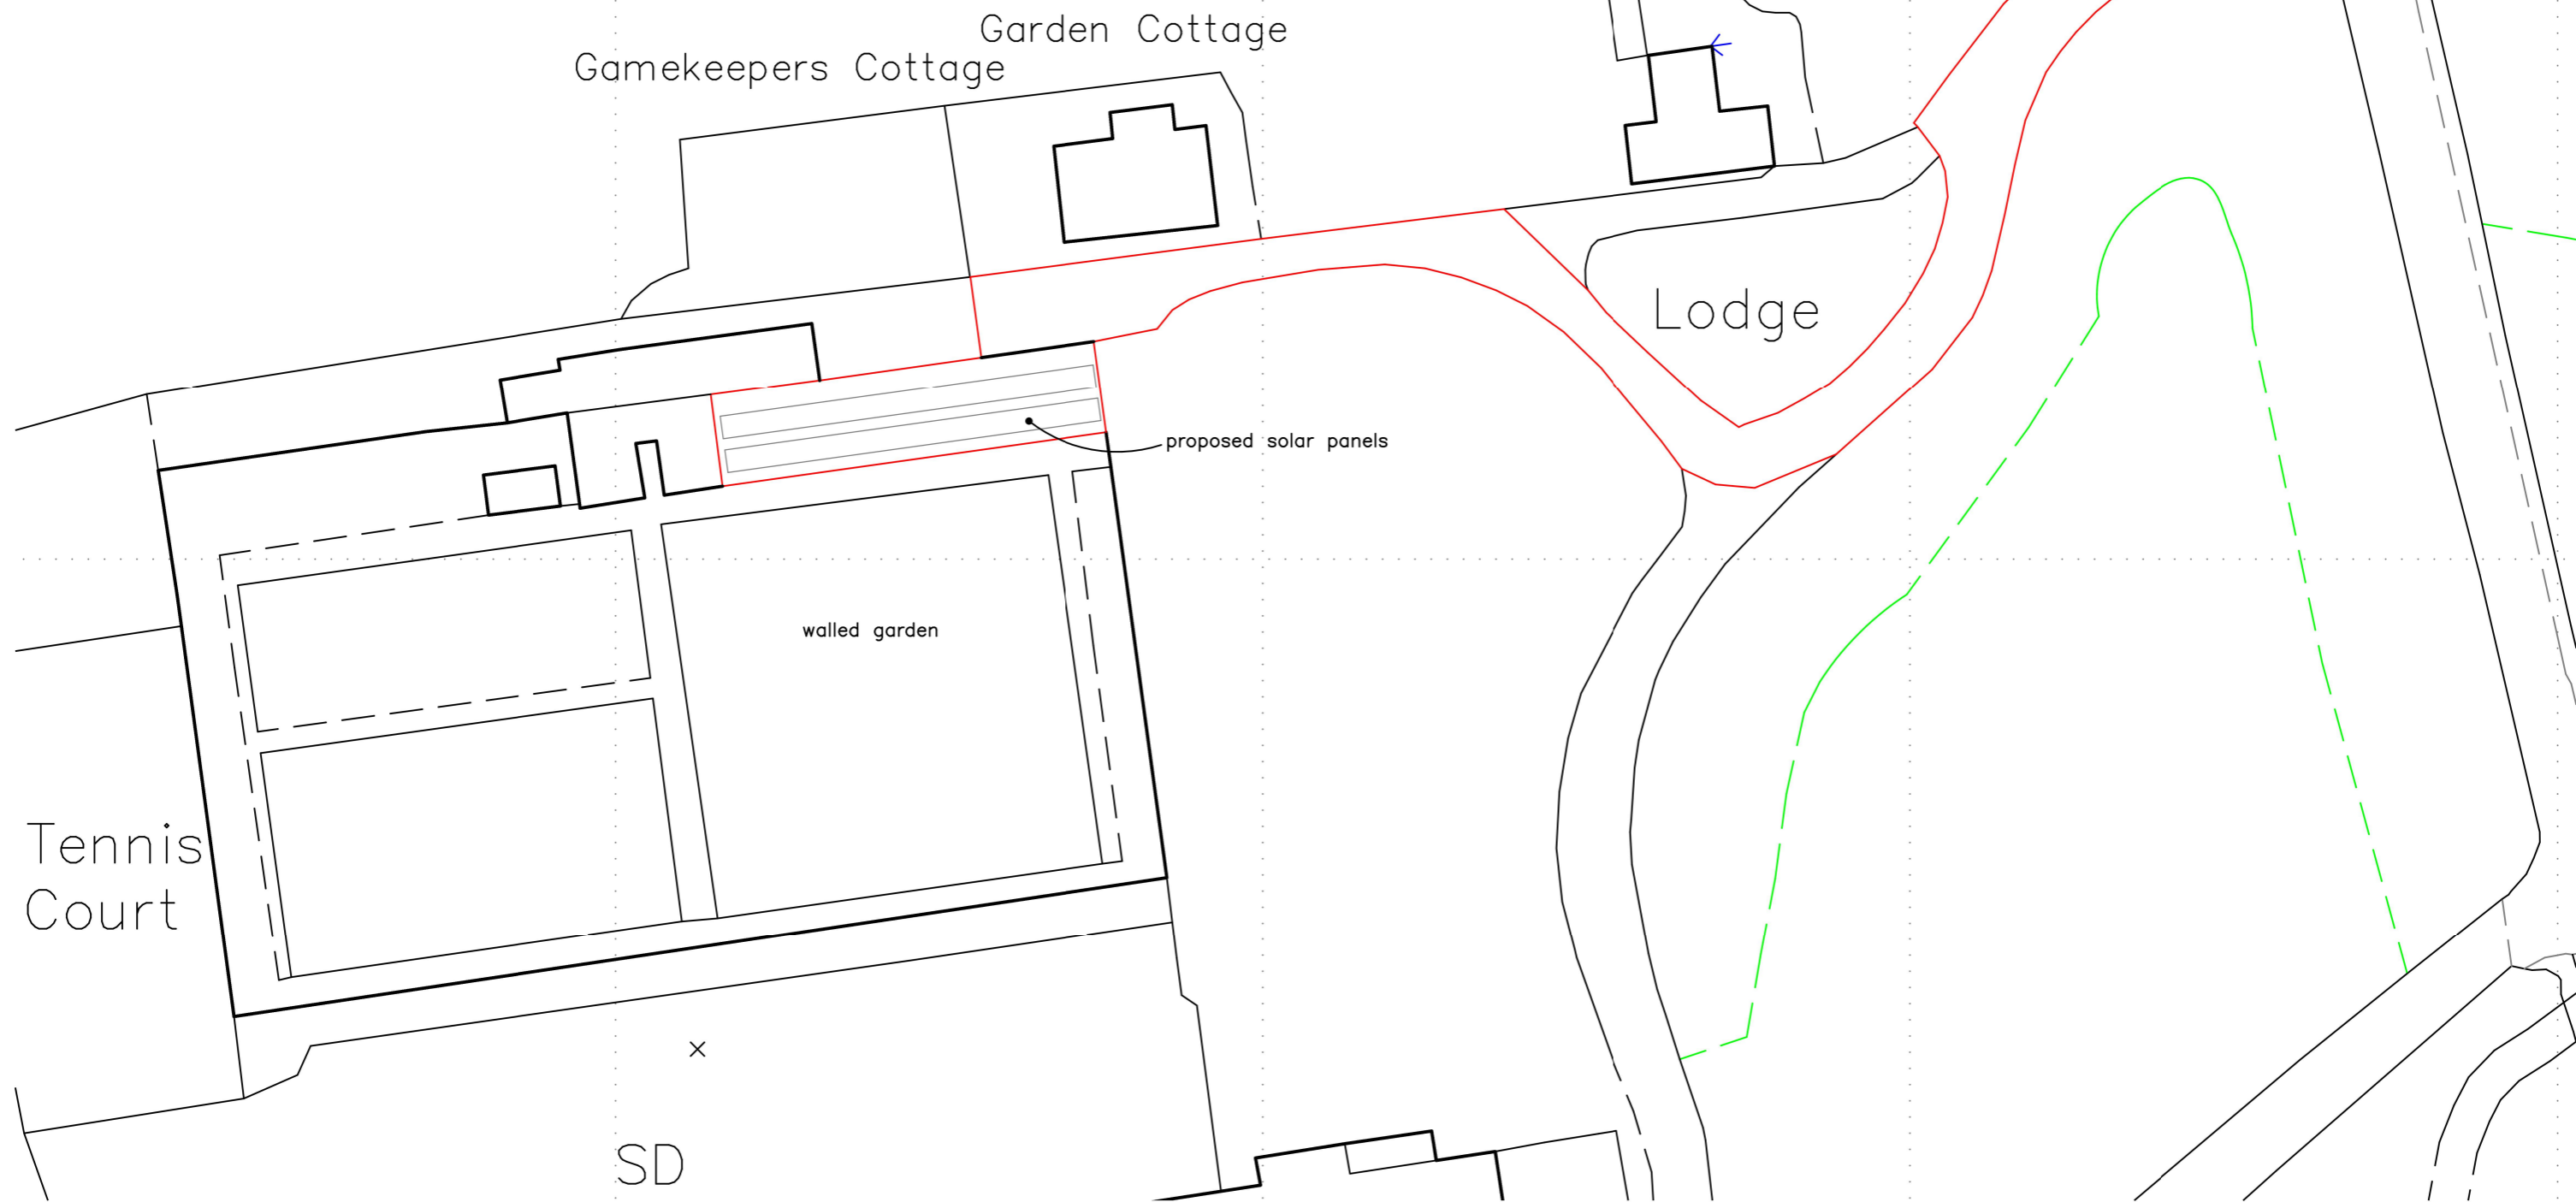 Garden Cottage
Gamekeepers Cottage
Lodge
proposed solar panels
walled garden
Tennis
Court
SD